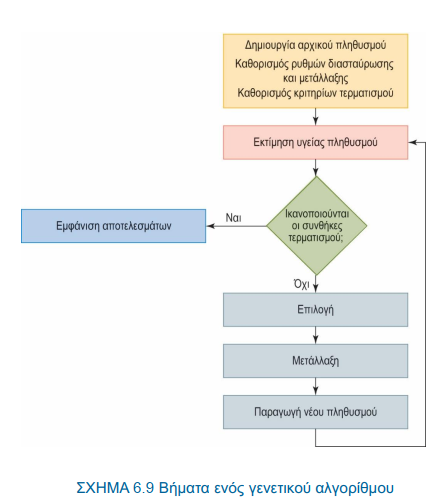 Δημιουργία αρχικού πληθυσμού
Καθορισμός ρυθμών διασταύρωσης
και μετάλλαξης
Καθορισμός κριτηρίων τερματισμού
Εκτίμηση υγείας πληθυσμού
Ικανοποιούνται
οι συνθήκες
τερματισμού;
Ναι
Εμφάνιση αποτελεσμάτων
Όχι
Επιλογή
Μετάλλαξη
Παραγωγή νέου πληθυσμού
ΣΧΗΜΑ 6.9 Βήματα ενός γενετικού αλγορίθμου